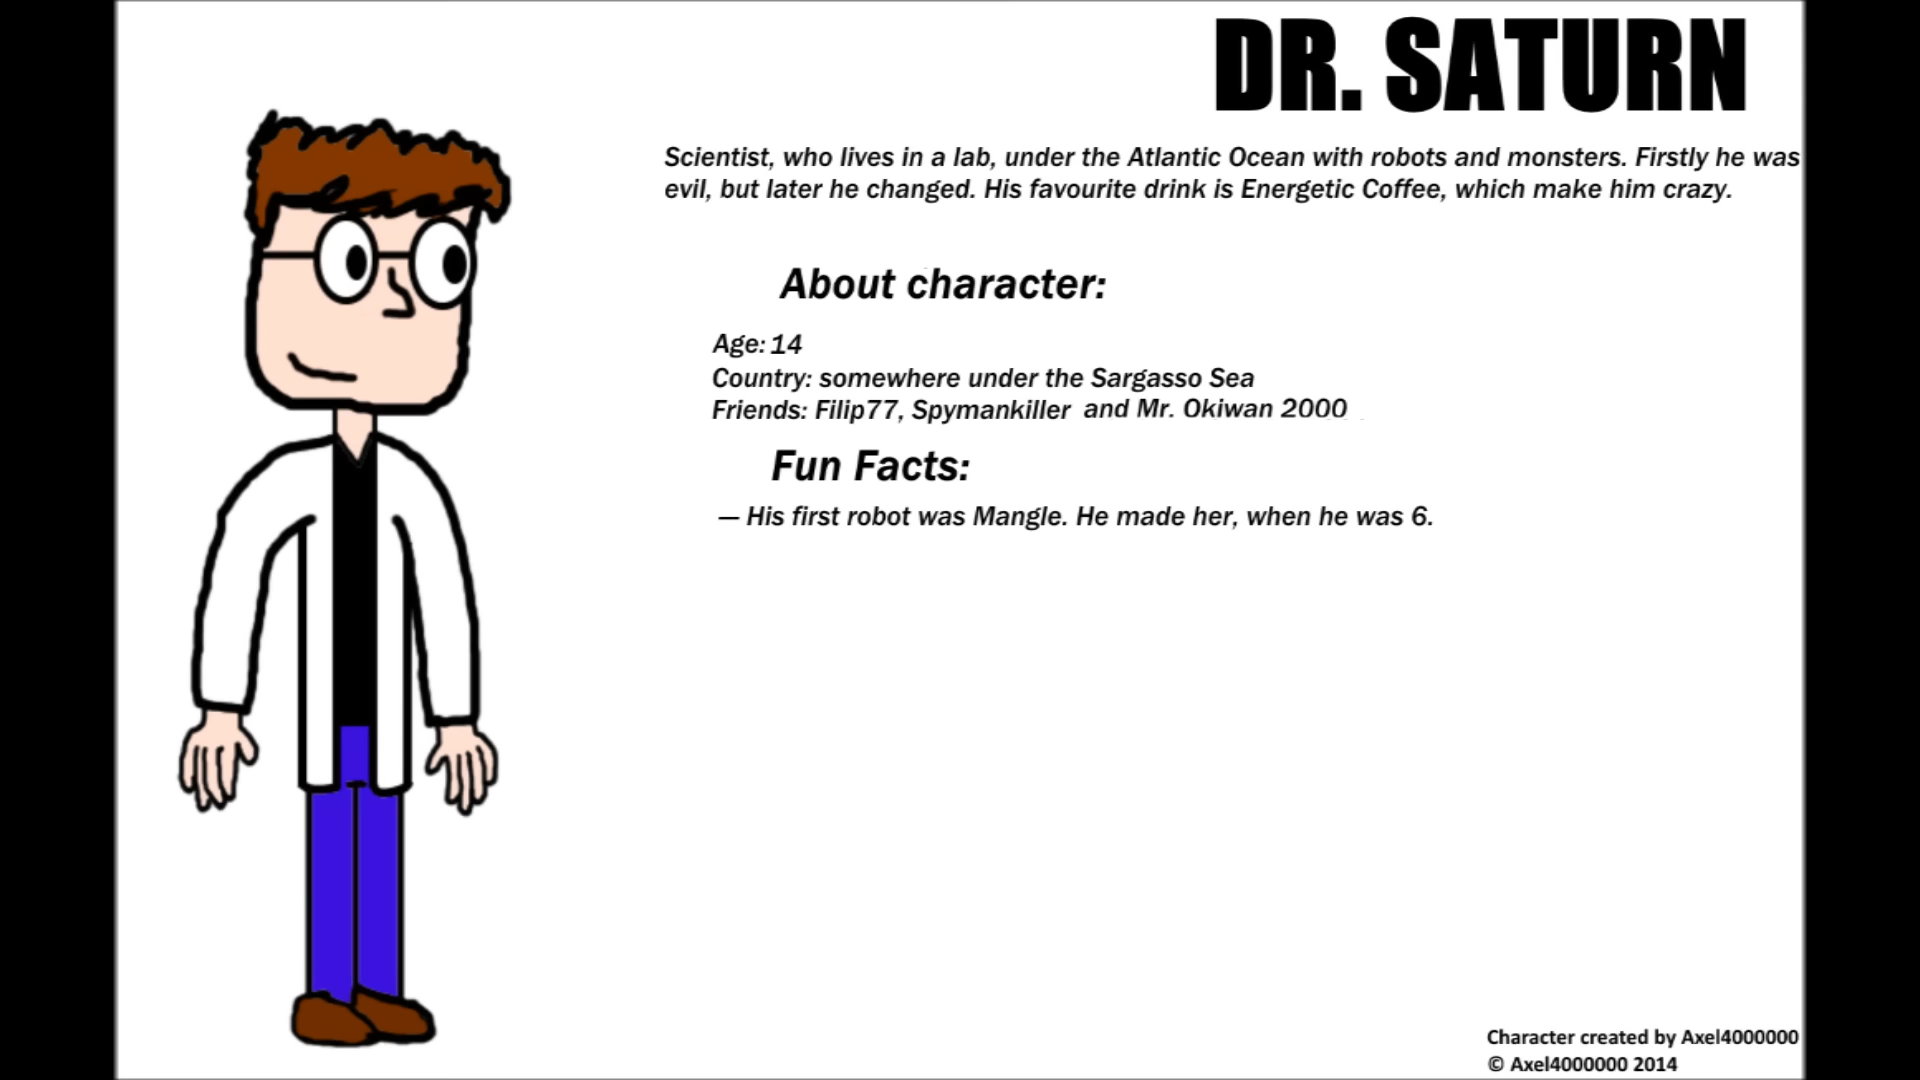 DR. SATURN
Scientist, who lives in a lab, under the Atlantic Ocean with robots and monsters. Firstly he was
evil, but later he changed. His favourite drink is Energetic Coffee, which make him crazy.
About character:
Age: 14
Country: somewhere under the Sargasso Sea
Friends: Filip77, Spymankiller and Mr. Okiwan 2000
Fun Facts:
— His first robot was Mangle. He made her, when he was 6.
Character created by Axel4000000
© Axel4000000 2014